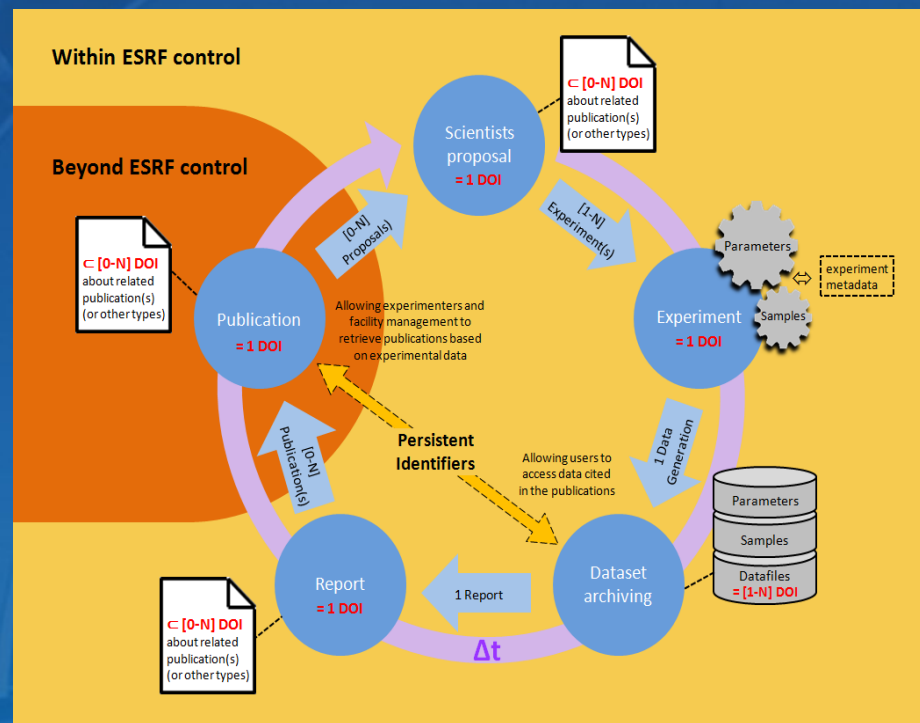 Within ESRF control
⊂ [0-N] DOI
about related
publication(s)
(or other types)
Scientists
proposal
= 1 DOI
Beyond ESRF control
[0-N]
Proposal(s)
[1-N]
Experiment(s)
Parameters
Samples
experiment
metadata
⊂ [0-N] DOI
about related
publication(s)
(or other types)
Publication
= 1 DOI
Allowing experimenters and
facility management to
retrieve publications based
on experimental data
Experiment
= 1 DOI
[0-N]
Publication(s)
Persistent
Identifiers
1 Data
Generation
Allowing users to
access data cited
in the publications
Parameters
Samples
Datafiles
= [1-N] DOI
Report
= 1 DOI
1 Report
Dataset
archiving
⊂ [0-N] DOI
about related
publication(s)
(or other types)
Δt